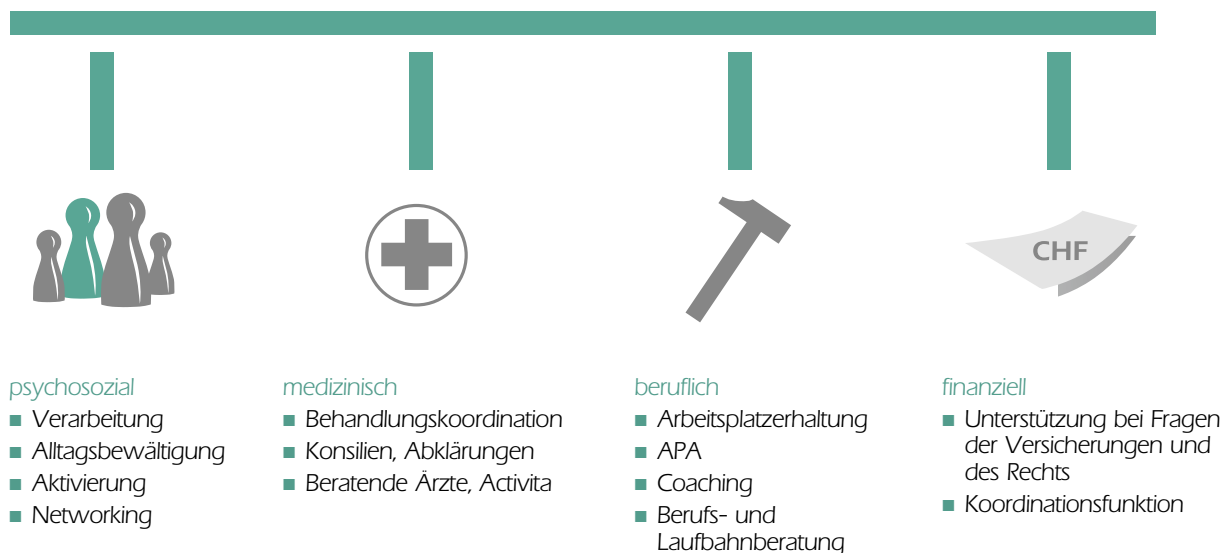 CHF
psychosozial
Verarbeitung
Alltagsbewältigung
Aktivierung
Networking
medizinisch
Behandlungskoordination
Konsilien, Abklärungen
Beratende Ärzte, Activita
beruflich
Arbeitsplatzerhaltung
APA
Coaching
Berufs- und
Laufbahnberatung
finanziell
Unterstützung bei Fragen
der Versicherungen und
des Rechts
Koordinationsfunktion